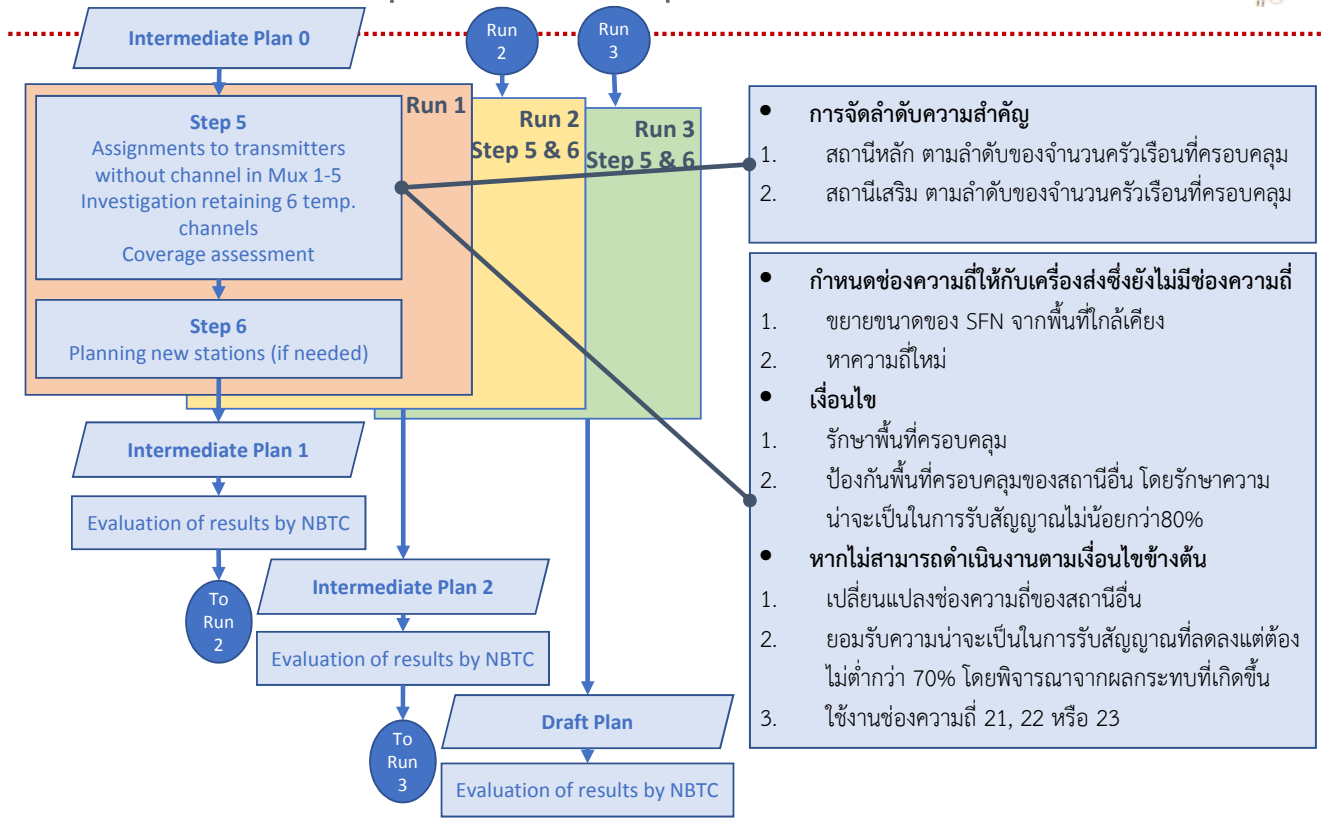 Intermediate Plan 0
Run
2
Run
3
Run 1
Step 5
Assignments to transmitters
without channel in Mux 1-5
Investigation retaining 6 temp.
channels
Coverage assessment
Step 6
Planning new stations (if needed)
Run 2
Step 5 & 6
Run 3
Step 5 & 6
Intermediate Plan 1
Evaluation of results by NBTC
To
Run
2
Intermediate Plan 2
Evaluation of results by NBTC
To
Run
3
Draft Plan
Evaluation of results by NBTC
• การจัดลำดับความสำคัญ
1. สถานีหลัก ตามลำดับของจำนวนครัวเรือนที่ครอบคลุม
2. สถานีเสริม ตามลำดับของจำนวนครัวเรือนที่ครอบคลุม
• กำหนดช่องความถี่ให้กับเครื่องส่งซึ่งยังไม่มีช่องความถี่
1. ขยายขนาดของ SFN จากพื้นที่ใกล้เคียง
2. หาความถี่ใหม่
• เงื่อนไข
1. รักษาพื้นที่ครอบคลุม
2. ป้องกันพื้นที่ครอบคลุมของสถานีอื่น โดยรักษาความ
น่าจะเป็นในการรับสัญญาณไม่น้อยกว่า80%
• หากไม่สามารถดำเนินงานตามเงื่อนไขข้างต้น
1. เปลี่ยนแปลงช่องความถี่ของสถานีอื่น
2. ยอมรับความน่าจะเป็นในการรับสัญญาณที่ลดลงแต่ต้อง
ไม่ต่ำกว่า 70% โดยพิจารณาจากผลกระทบที่เกิดขึ้น
3. ใช้งานช่องความถี่ 21, 22 หรือ 23